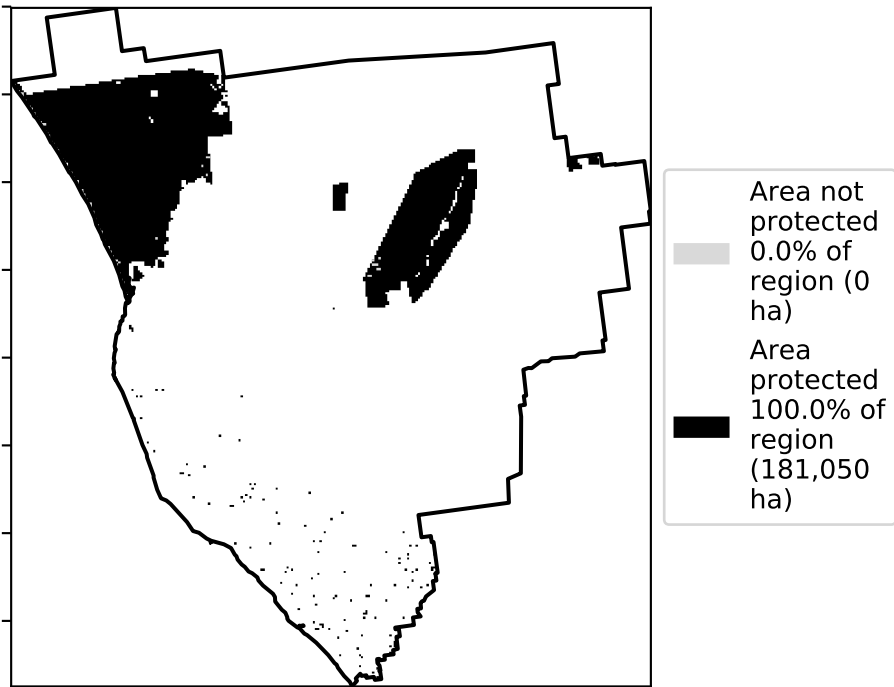 Area not
protected
0.0% of
region (0
ha)
Area
protected
100.0% of
region
(181,050
ha)